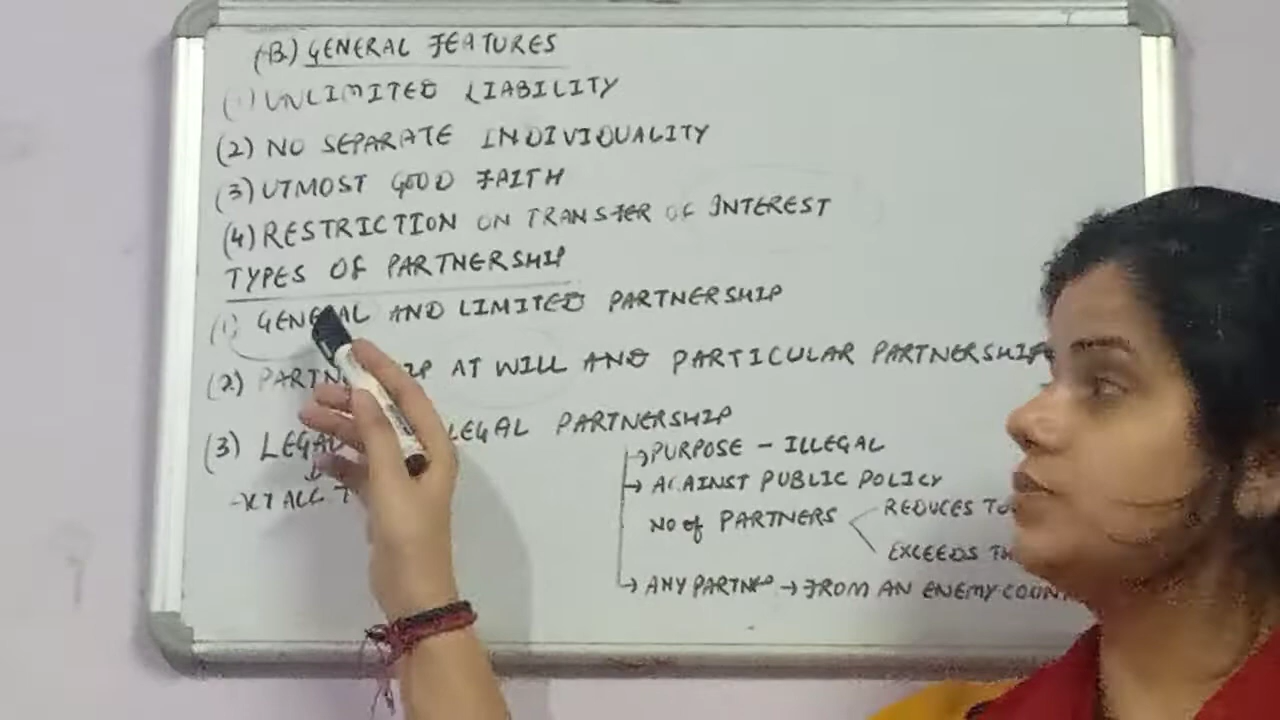 (B.) GENERAL FEATURES
(1) UNLIMITED LIABILITY
(2) NO SEPARATE INDIVIDUALITY
(3) UTMOST GOOD FAITH
(4) RESTRICTION ON TRANSFER OF INTEREST
TYPES OF PARTNERSHIP
(1) GENERAL AND LIMITED PARTNERSHIP
(2) AT WILL AND PARTICULAR PARTNERSHIP
(3) LEGAL PARTNERSHIP
→ PURPOSE - ILLEGAL
→ AGAINST PUBLIC POLICY
NO of PARTNERS REDUCES
EXCEEDS
→ ANY PARTNER → FROM AN ENEMY